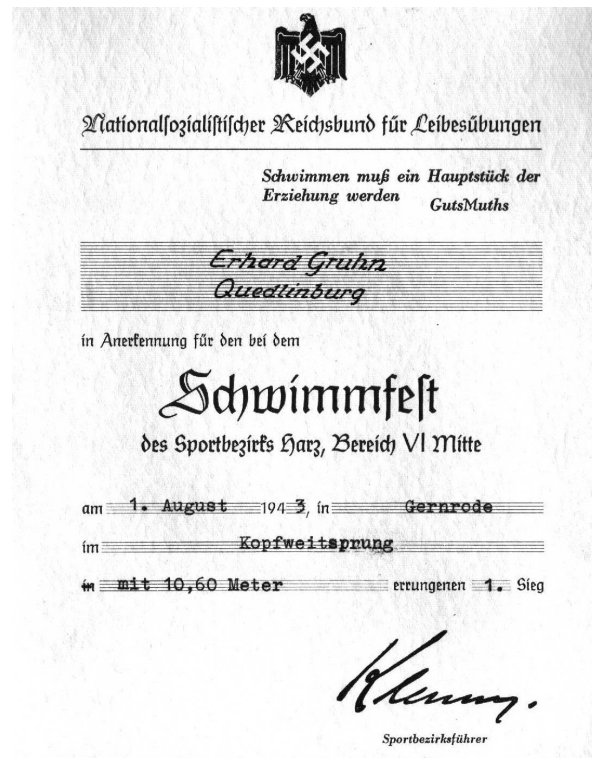 Nationalsozialistischer Reichsbund für Leibesübungen
Schwimmen muß ein Hauptstück der
Erziehung werden GutsMuths
Erhard Gruhn
Quedlinburg
in Anerkennung für den bei dem
Schwimmfest
des Sportbezirks Harz, Bereich VI Mitte
am 1. August 1943, in Gernrode
im Kopfweitsprung
in mit 10,60 Meter errungenen 1. Sieg
Sportbezirksführer